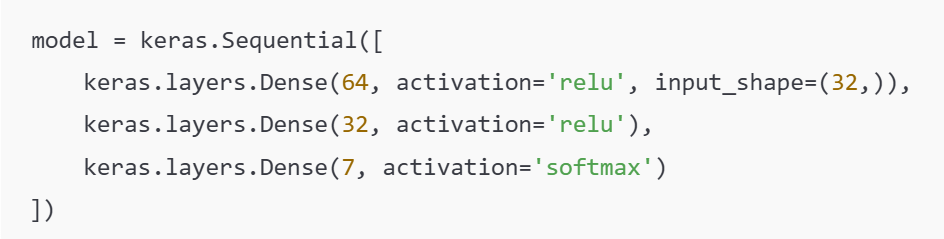 model = keras.Sequential([
    keras.layers.Dense(64, activation='relu', input_shape=(32,)),
    keras.layers.Dense(32, activation='relu'),
    keras.layers.Dense(7, activation='softmax')
])